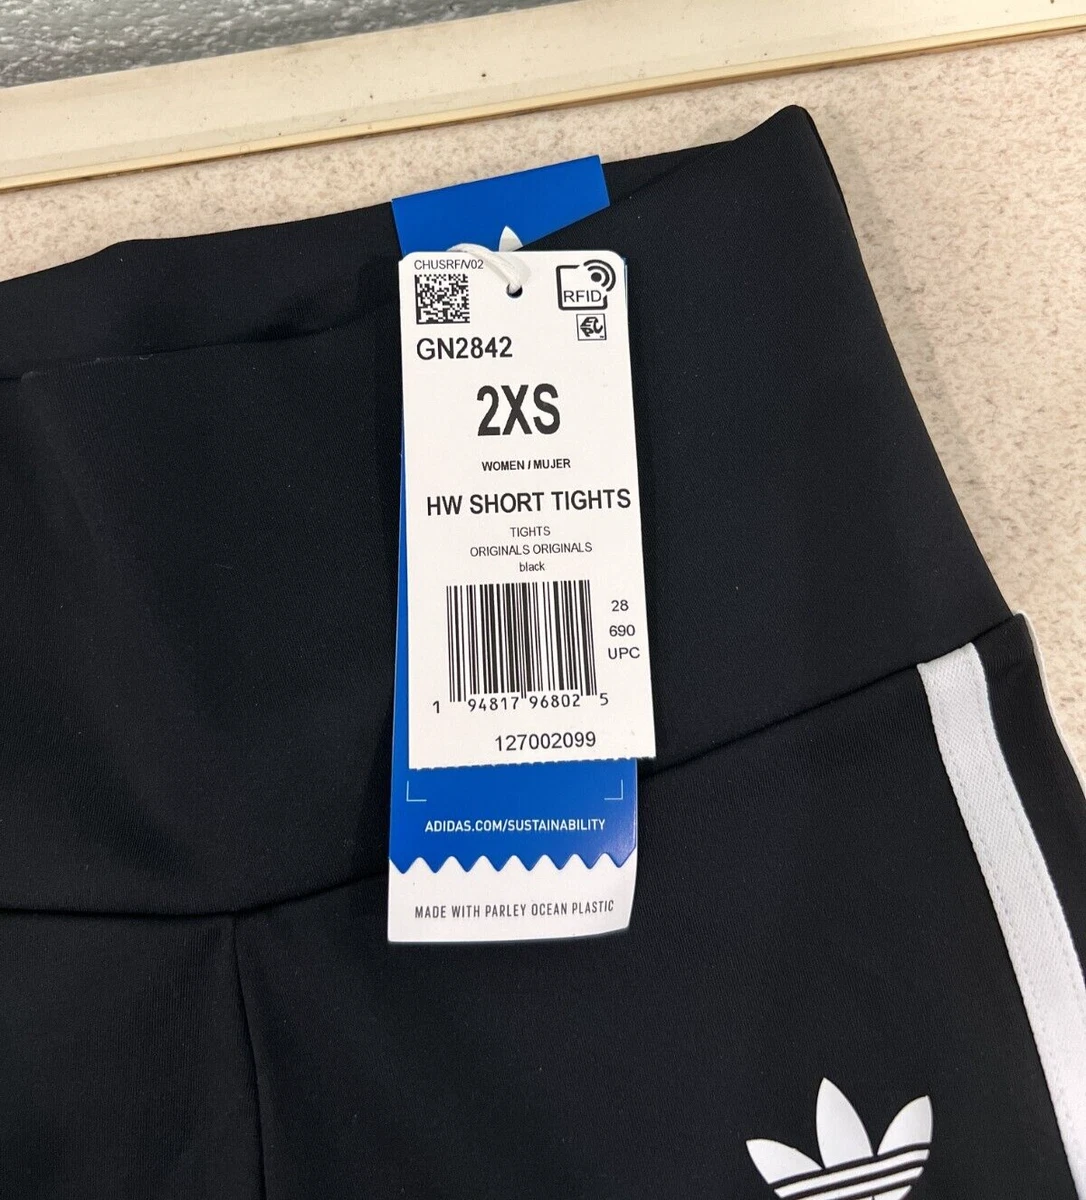 CHUSRF/V02
RFID
EPC
GN2842
2XS
WOMEN / MUJER
HW SHORT TIGHTS
TIGHTS
ORIGINALS ORIGINALS
black
28
690
UPC
1 94817 96802 5
127002099
ADIDAS.COM/SUSTAINABILITY
MADE WITH PARLEY OCEAN PLASTIC